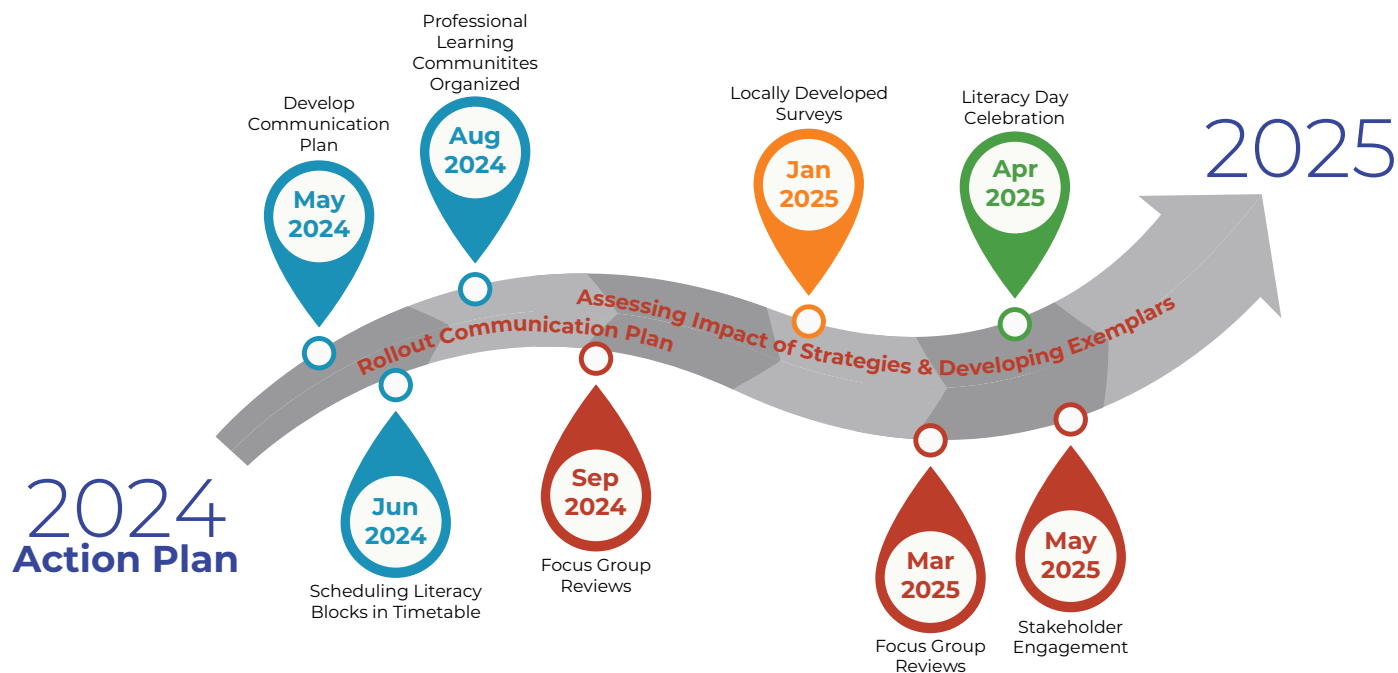 2024
Action Plan
Develop
Communication
Plan
May
2024
Jun
2024
Scheduling Literacy
Blocks in Timetable
Professional
Learning
Communitites
Organized
Aug
2024
Sep
2024
Focus Group
Reviews
Rollout Communication Plan
Assessing Impact of Strategies & Developing Exemplars
Locally Developed
Surveys
Jan
2025
Mar
2025
Focus Group
Reviews
Literacy Day
Celebration
Apr
2025
May
2025
Stakeholder
Engagement
2025